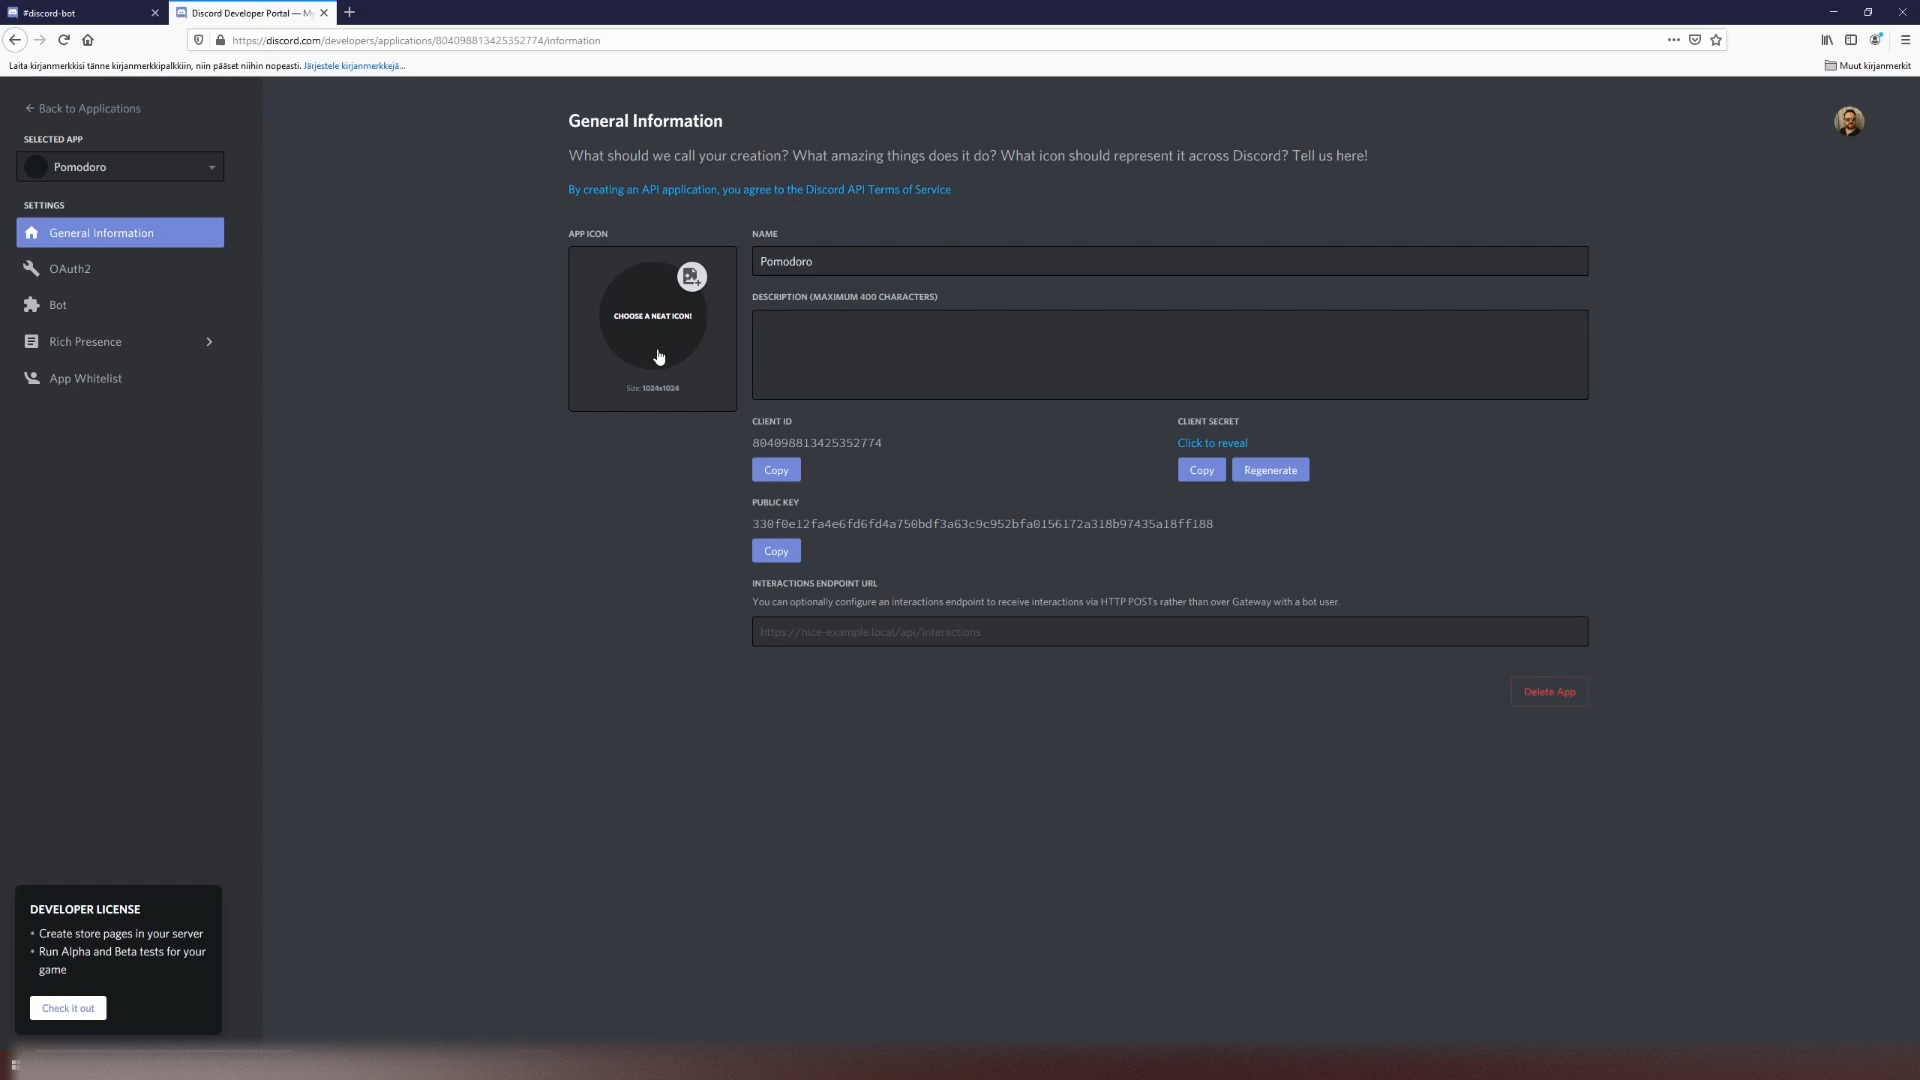 #discord-bot
Discord Developer Portal — My
https://discord.com/developers/applications/804098813425352774/information
Laita kirjanmerkkisi tänne kirjanmerkkipalkkiin, niin pääset niihin nopeasti. Järjestele kirjanmerkkejä...
Muut kirjanmerkit
Back to Applications
SELECTED APP
Pomodoro
SETTINGS
General Information
OAuth2
Bot
Rich Presence
App Whitelist
DEVELOPER LICENSE
• Create store pages in your server
• Run Alpha and Beta tests for your
game
Check it out
General Information
What should we call your creation? What amazing things does it do? What icon should represent it across Discord? Tell us here!
By creating an API application, you agree to the Discord API Terms of Service
APP ICON
CHOOSE A NEAT ICON!
Size: 1024x1024
NAME
Pomodoro
DESCRIPTION (MAXIMUM 400 CHARACTERS)
CLIENT ID
804098813425352774
Copy
CLIENT SECRET
Click to reveal
Copy Regenerate
PUBLIC KEY
330f0e12fa4e6fd6fd4a750bdf3a63c9c952bfa0156172a318b97435a18ff188
Copy
INTERACTIONS ENDPOINT URL
You can optionally configure an interactions endpoint to receive interactions via HTTP POSTs rather than over Gateway with a bot user.
https://nice-example.local/api/interactions
Delete App